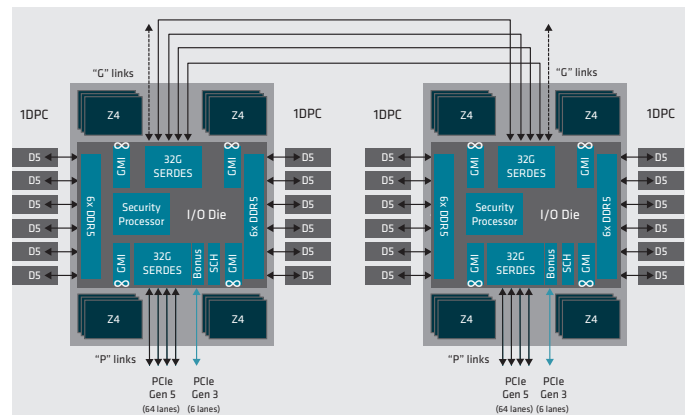 "G" links
"G" links
1DPC
Z4
Z4
1DPC
1DPC
Z4
Z4
1DPC
D5
D5
D5
D5
D5
D5
6x DDR5
GMI
32G
SERDES
GMI
6x DDR5
Security
Processor
I/O Die
GMI
32G
SERDES
Bonus
SCH
GMI
D5
D5
D5
D5
D5
D5
D5
D5
D5
D5
D5
D5
6x DDR5
GMI
32G
SERDES
GMI
6x DDR5
Security
Processor
I/O Die
GMI
32G
SERDES
Bonus
SCH
GMI
D5
D5
D5
D5
D5
D5
Z4
Z4
Z4
Z4
"P" links
"P" links
PCIe
Gen 5
(64 lanes)
PCIe
Gen 3
(6 lanes)
PCIe
Gen 5
(64 lanes)
PCIe
Gen 3
(6 lanes)